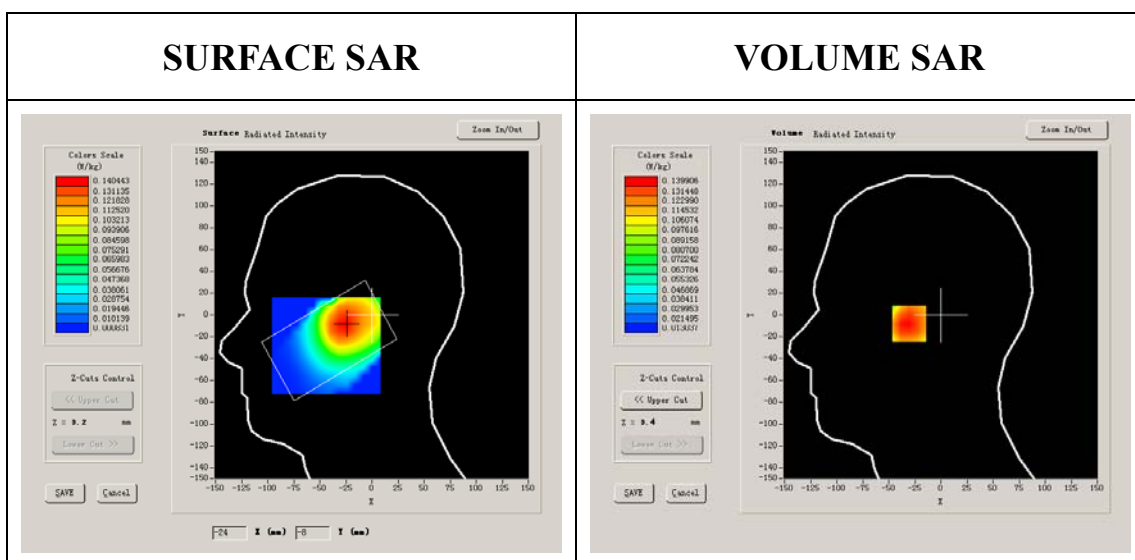 SURFACE SAR
VOLUME SAR
Surface Radiated Intensity
Zoom In/Out
Colors Scale
(W/kg)
0.140443
0.131135
0.121828
0.112520
0.103213
0.093906
0.084598
0.075291
0.065983
0.056676
0.047368
0.038061
0.028754
0.019446
0.010139
0.000831
150
140
120
100
80
60
40
20
0
-20
-40
-60
-80
-100
-120
-140
-150
Y
-150 -125 -100 -75 -50 -25 0 25 50 75 100 125 150
X
Z-Cuts Control
<< Upper Cut
Z = 3.2 mm
Lower Cut >>
SAVE Cancel
-24 X (mm) -8 Y (mm)
Volume Radiated Intensity
Zoom In/Out
Colors Scale
(W/kg)
0.139906
0.131448
0.122990
0.114532
0.106074
0.097616
0.089158
0.080700
0.072242
0.063784
0.055326
0.046869
0.038411
0.029953
0.021495
0.013037
150
140
120
100
80
60
40
20
0
-20
-40
-60
-80
-100
-120
-140
-150
Y
-150 -125 -100 -75 -50 -25 0 25 50 75 100 125 150
X
Z-Cuts Control
<< Upper Cut
Z = 3.4 mm
Lower Cut >>
SAVE Cancel